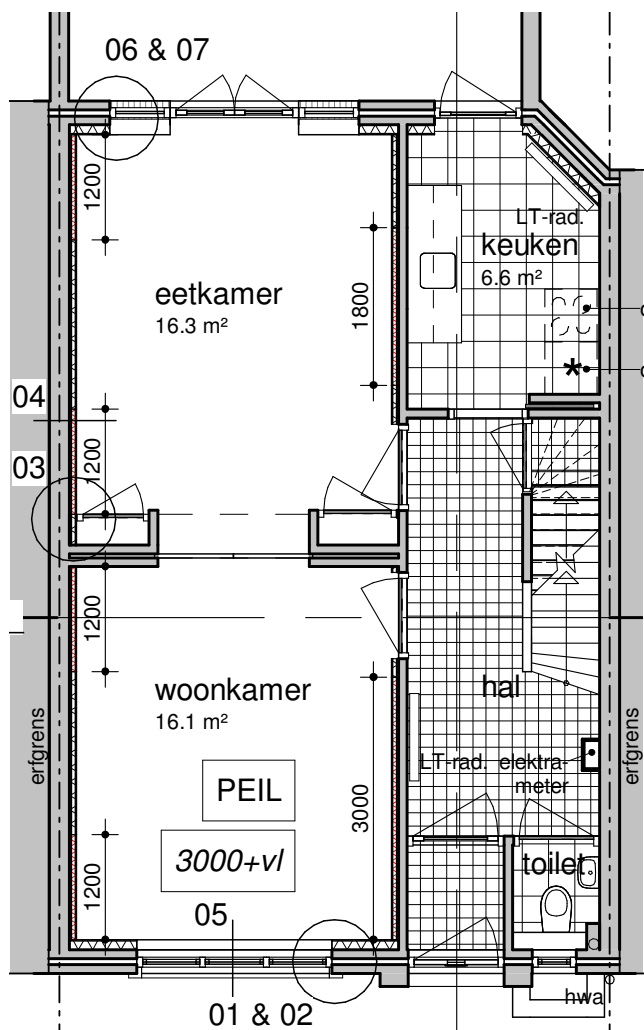 06 & 07
1200
LT-rad.
keuken
6.6 m²
eetkamer
16.3 m²
1800
04
1200
03
1200
woonkamer
16.1 m²
hal
erfgrens
erfgrens
LT-rad.
elektra-
meter
PEIL
3000
3000+vl
toilet
1200
05
hwa
01 & 02